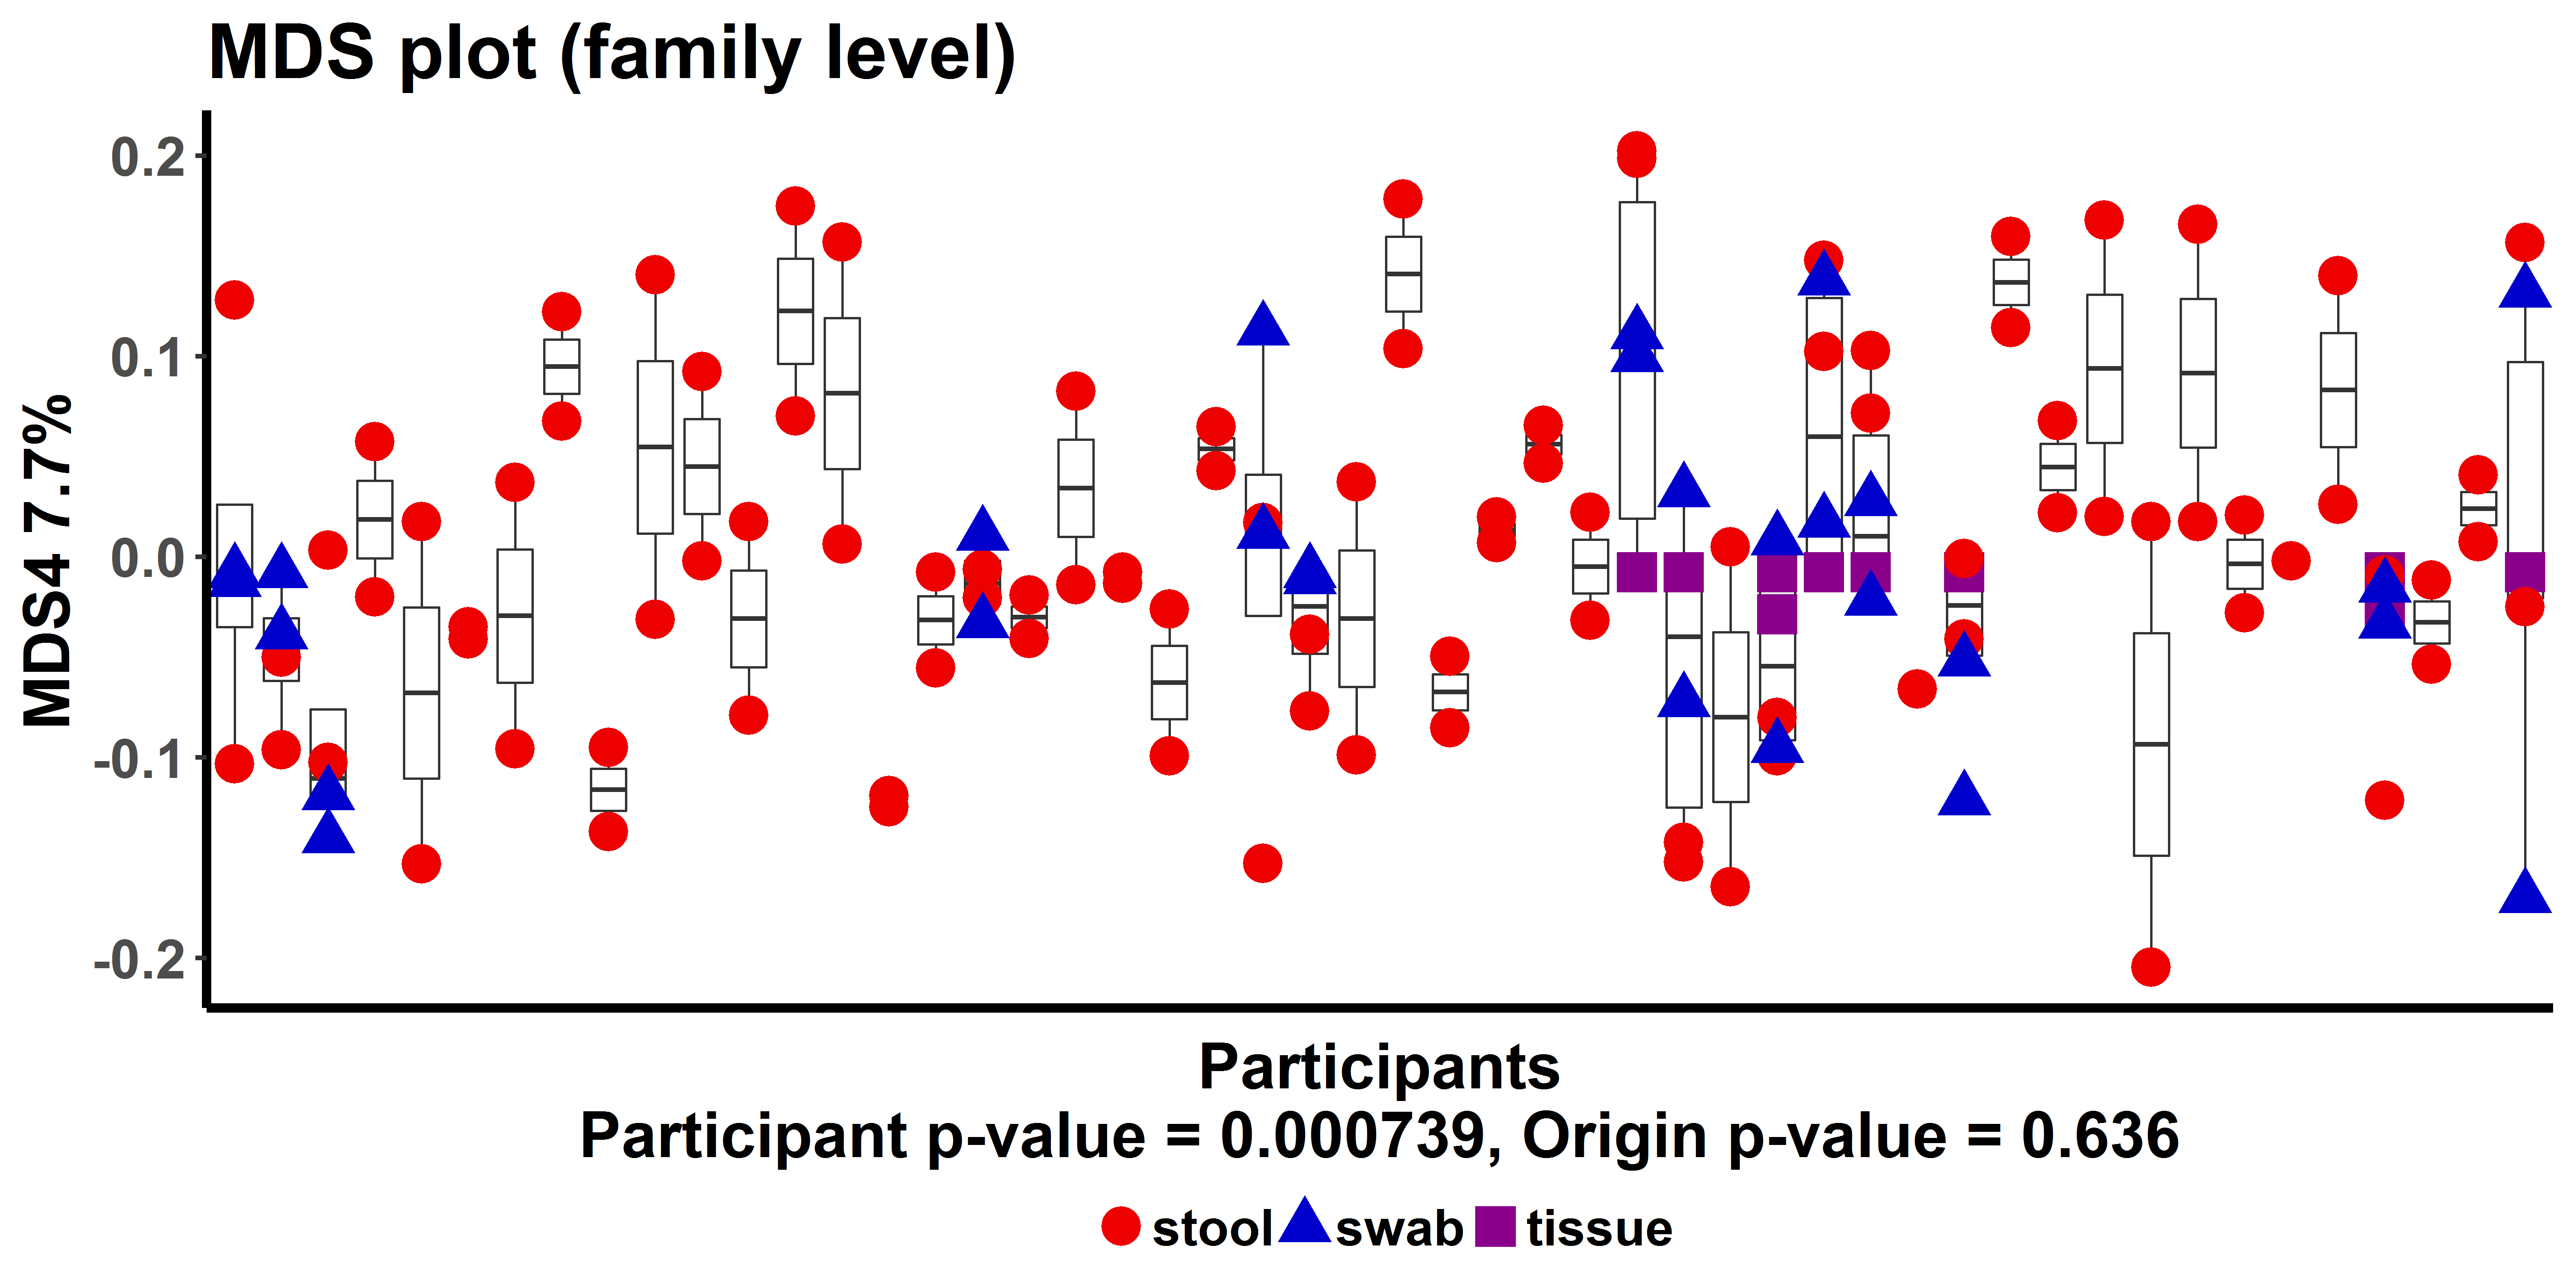 MDS plot (family level)
MDS4 7.7%
0.2
0.1
0.0
-0.1
-0.2
Participants
Participant p-value = 0.000739, Origin p-value = 0.636
stool swab tissue